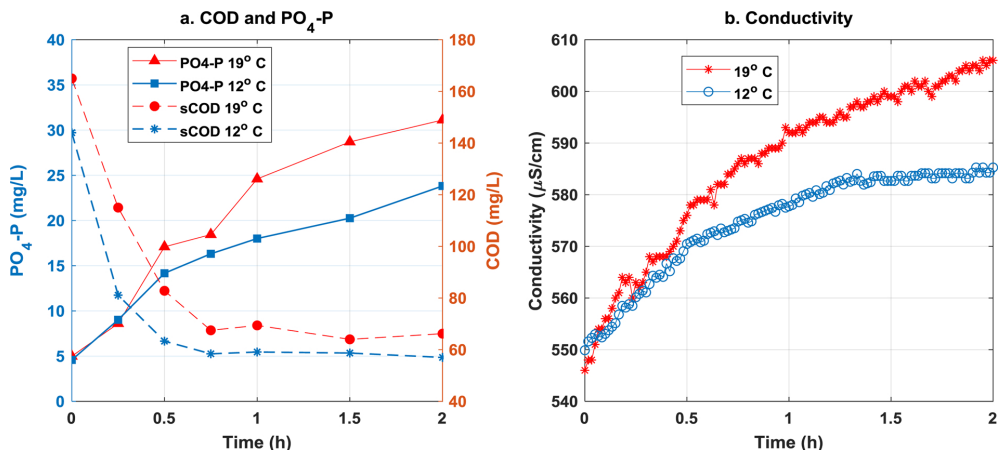 a. COD and PO₄-P
40
35
30
25
20
15
10
5
0
PO₄-P (mg/L)
PO4-P 19° C
PO4-P 12° C
sCOD 19° C
sCOD 12° C
180
160
140
120
100
80
60
40
COD (mg/L)
0 0.5 1 1.5 2
Time (h)
b. Conductivity
610
600
590
580
570
560
550
540
Conductivity (μS/cm)
19° C
12° C
0 0.5 1 1.5 2
Time (h)